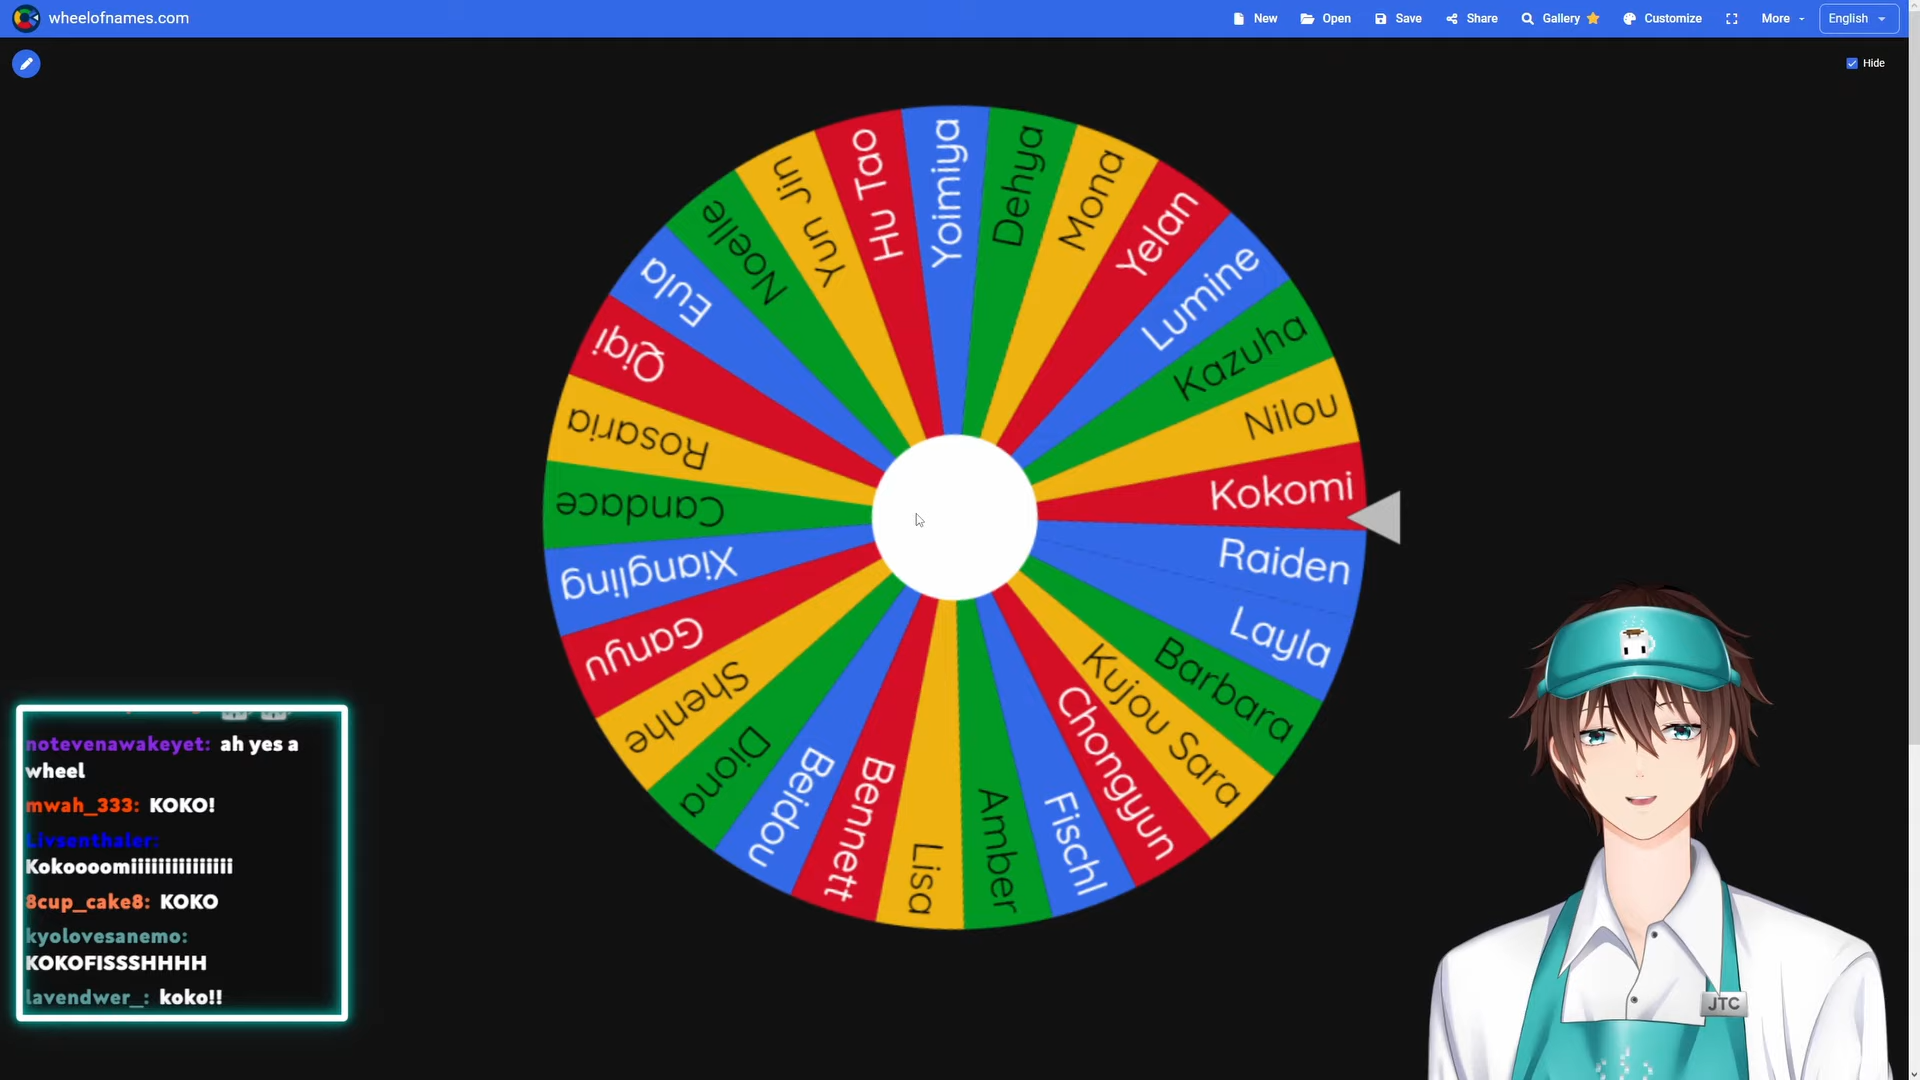 wheelofnames.com
New
Open
Save
Share
Gallery
Customize
More
English
Hide
Yoimiya
Dehya
Mona
Yelan
Lumine
Kazuha
Nilou
Kokomi
Raiden
Layla
Barbara
Kujou Sara
Chongyun
Fischl
Amber
Lisa
Bennett
Beidou
Diona
Shenhe
Ganyu
Xiangling
Candace
Rosaria
Qiqi
Eula
Noelle
Yun Jin
Hu Tao
notevenawakeyet: ah yes a
wheel
mwah_333: KOKO!
Livsenthaler:
Kokoooomiiiiiiiiiiiiiii
8cup_cake8: KOKO
kyolovesanemo:
KOKOFISSSHHHH
lavendwer_: koko!!
JTC